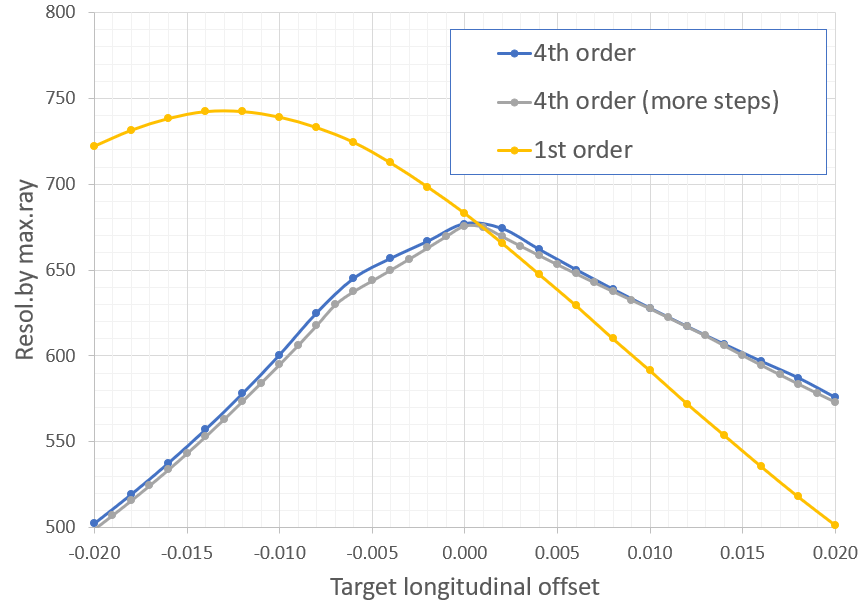 800
750
700
650
600
550
500
Resol.by max.ray
4th order
4th order (more steps)
1st order
-0.020 -0.015 -0.010 -0.005 0.000 0.005 0.010 0.015 0.020
Target longitudinal offset